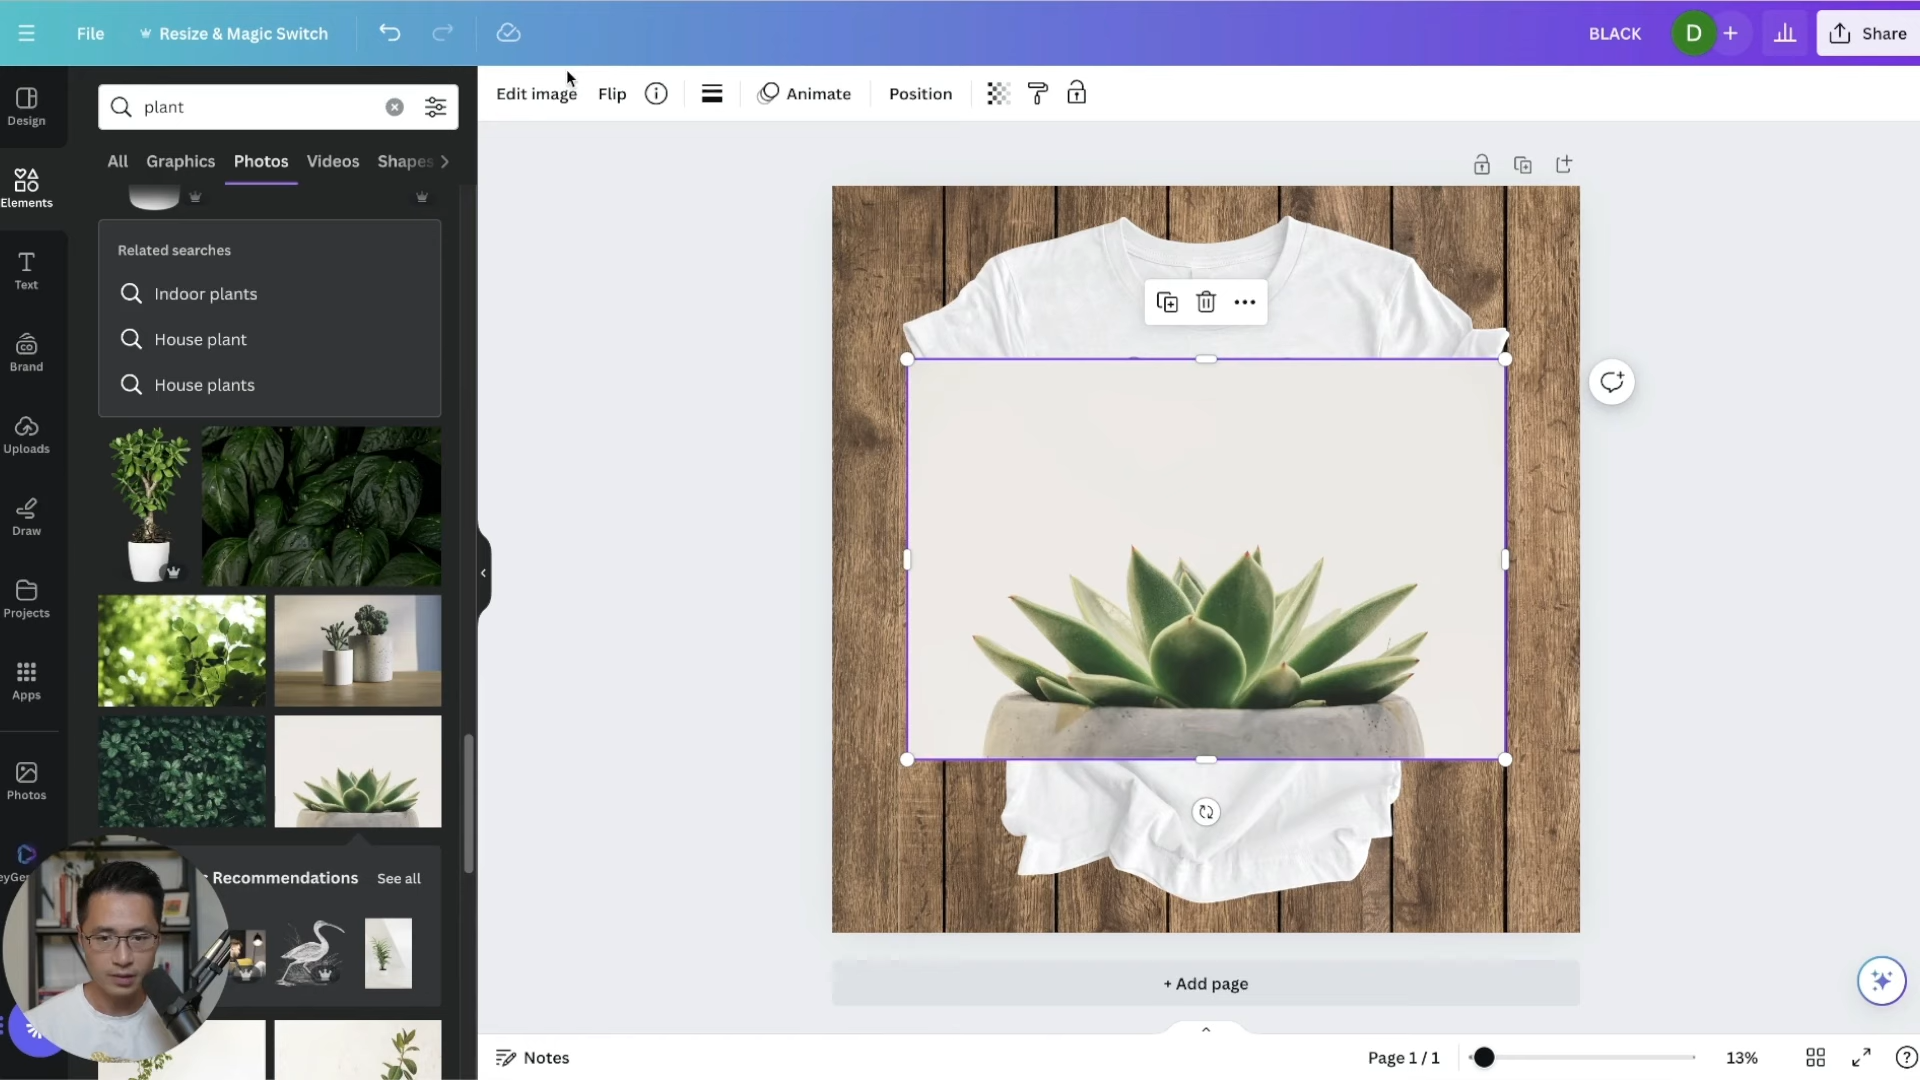 File
Resize & Magic Switch
BLACK
D
Share
Design
Elements
Text
Brand
Uploads
Draw
Projects
Apps
Photos
plant
All Graphics Photos Videos Shapes
Related searches
Indoor plants
House plant
House plants
Recommendations See all
Edit image Flip Animate Position
+ Add page
Notes
Page 1 / 1
13%